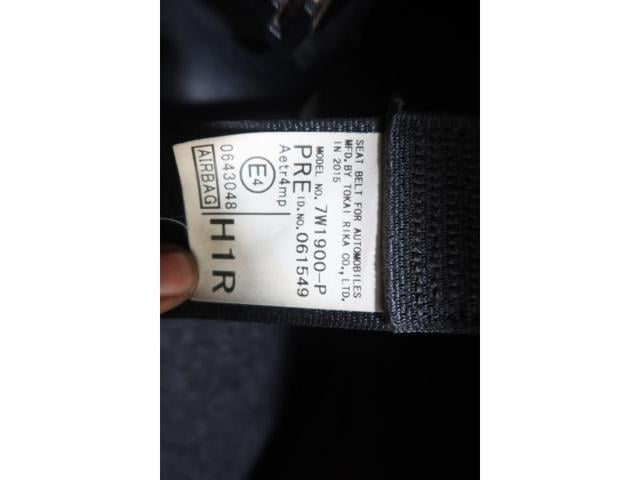 SEAT BELT FOR AUTOMOBILES
MFD.BY TOKAI RIKA CO.,LTD.
IN 2015
MODEL NO. 7W1900-P
PRE ID.NO.061549
Aetr4mp
E4
0643048
AIRBAG H1R